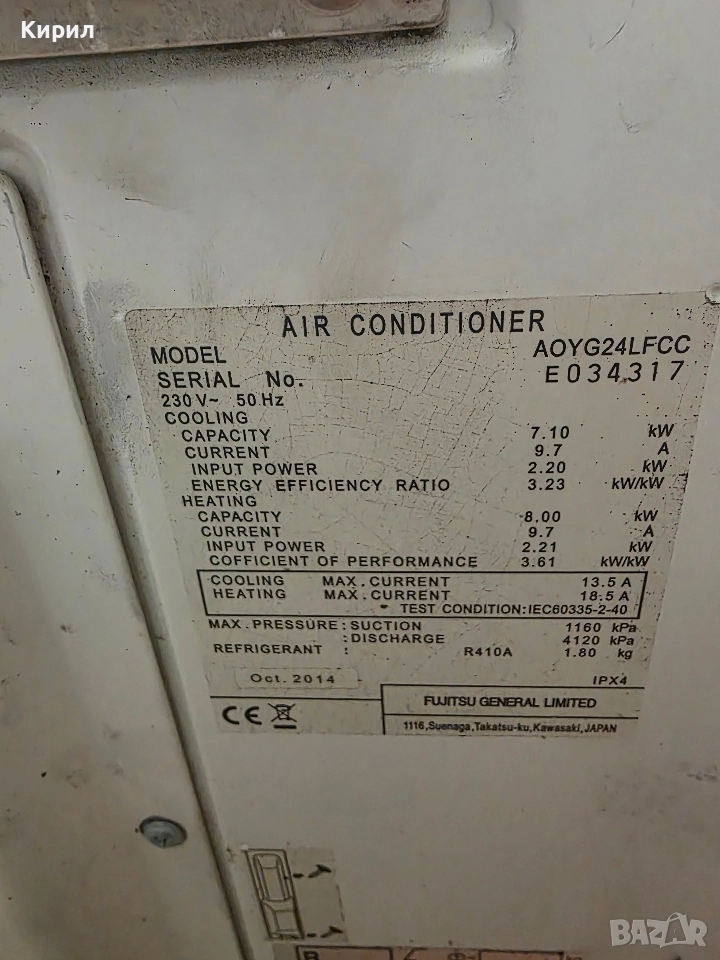 Кирил
AIR CONDITIONER
MODEL AOYG24LFCC
SERIAL No. E034317
230 V~ 50 Hz
COOLING
CAPACITY 7.10 kW
CURRENT 9.7 A
INPUT POWER 2.20 kW
ENERGY EFFICIENCY RATIO 3.23 kW/kW
HEATING
CAPACITY 8.00 kW
CURRENT 9.7 A
INPUT POWER 2.21 kW
COFFICIENT OF PERFORMANCE 3.61 kW/kW
COOLING MAX. CURRENT 13.5 A
HEATING MAX. CURRENT 18.5 A
* TEST CONDITION:IEC60335-2-40
MAX. PRESSURE : SUCTION 1160 kPa
: DISCHARGE 4120 kPa
REFRIGERANT : R410A 1.80 kg
Oct. 2014 IPX4
CE FUJITSU GENERAL LIMITED
1116, Suenaga, Takatsu-ku, Kawasaki, JAPAN
BAZAR